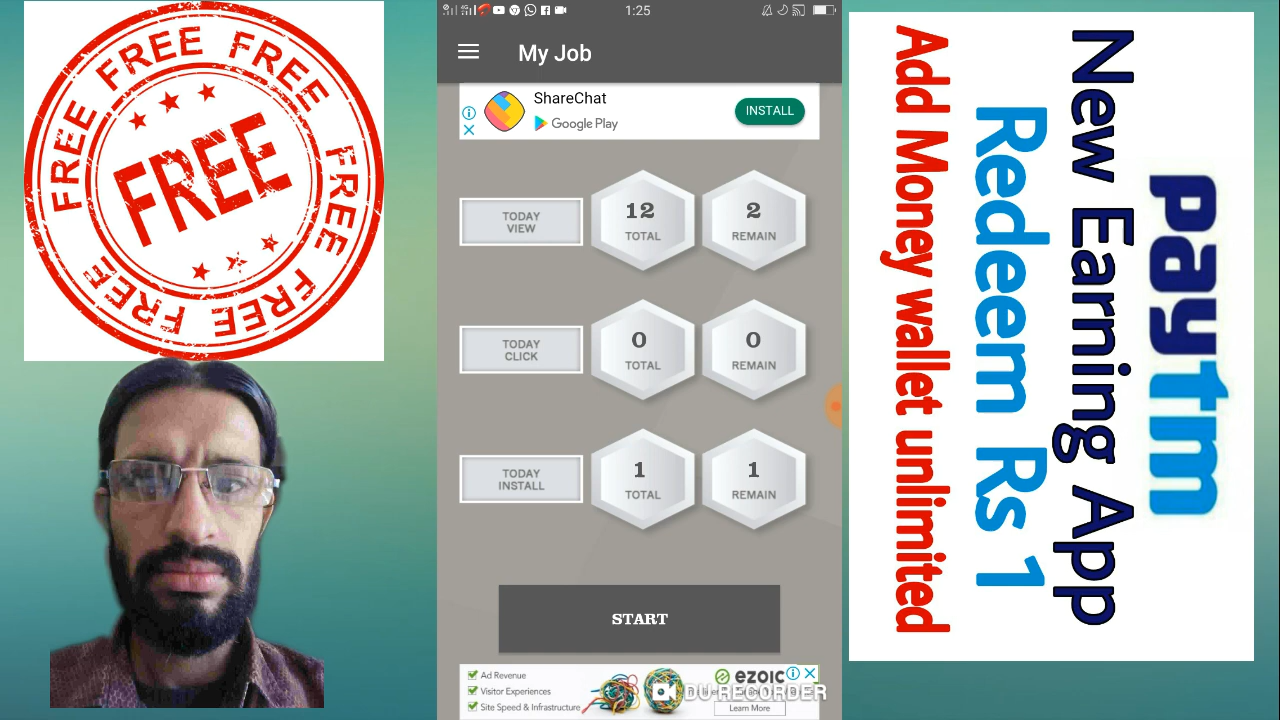 FREE FREE FREE FREE FREE FREE FREE FREE
FREE
1:25
My Job
ShareChat
Google Play
INSTALL
TODAY
VIEW
12
TOTAL
2
REMAIN
TODAY
CLICK
0
TOTAL
0
REMAIN
TODAY
INSTALL
1
TOTAL
1
REMAIN
START
Ad Revenue
Visitor Experiences
Site Speed & Infrastructure
ezoic
Learn More
DU RECORDER
paytm
New Earning App
Redeem Rs 1
Add Money wallet unlimited